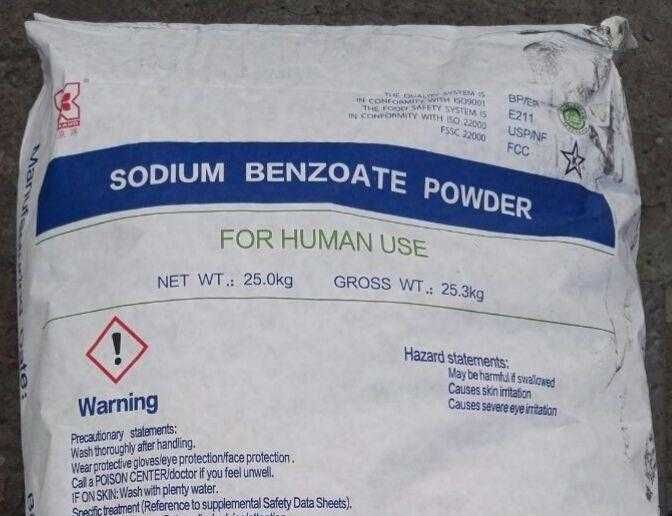 THE QUALITY SYSTEM IS
IN CONFORMITY WITH ISO9001
THE FOOD SAFETY SYSTEM IS
IN CONFORMITY WITH ISO 22000
FSSC 22000
BP/EP
E211
USP/NF
FCC
SODIUM BENZOATE POWDER
FOR HUMAN USE
NET WT.: 25.0kg GROSS WT.: 25.3kg
Warning
Precautionary statements:
Wash thoroughly after handling.
Wear protective gloves/eye protection/face protection.
Call a POISON CENTER/doctor if you feel unwell.
IF ON SKIN: Wash with plenty water.
Specific treatment (Reference to supplemental Safety Data Sheets).
Hazard statements:
May be harmful if swallowed
Causes skin irritation
Causes severe eye irritation